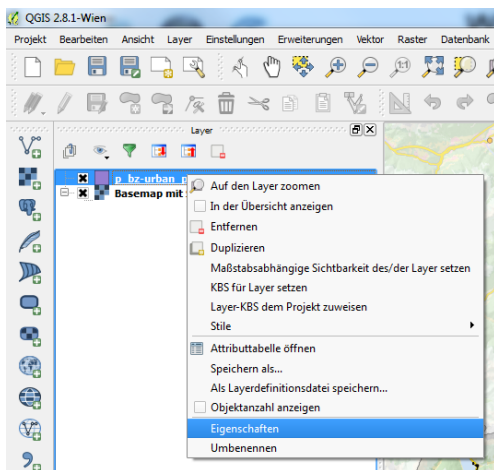 QGIS 2.8.1-Wien
Projekt Bearbeiten Ansicht Layer Einstellungen Erweiterungen Vektor Raster Datenbank
Layer
p_bz-urban_p
Basemap mit
Auf den Layer zoomen
In der Übersicht anzeigen
Entfernen
Duplizieren
Maßstabsabhängige Sichtbarkeit des/der Layer setzen
KBS für Layer setzen
Layer-KBS dem Projekt zuweisen
Stile
Attributtabelle öffnen
Speichern als...
Als Layerdefinitionsdatei speichern...
Objektanzahl anzeigen
Eigenschaften
Umbenennen